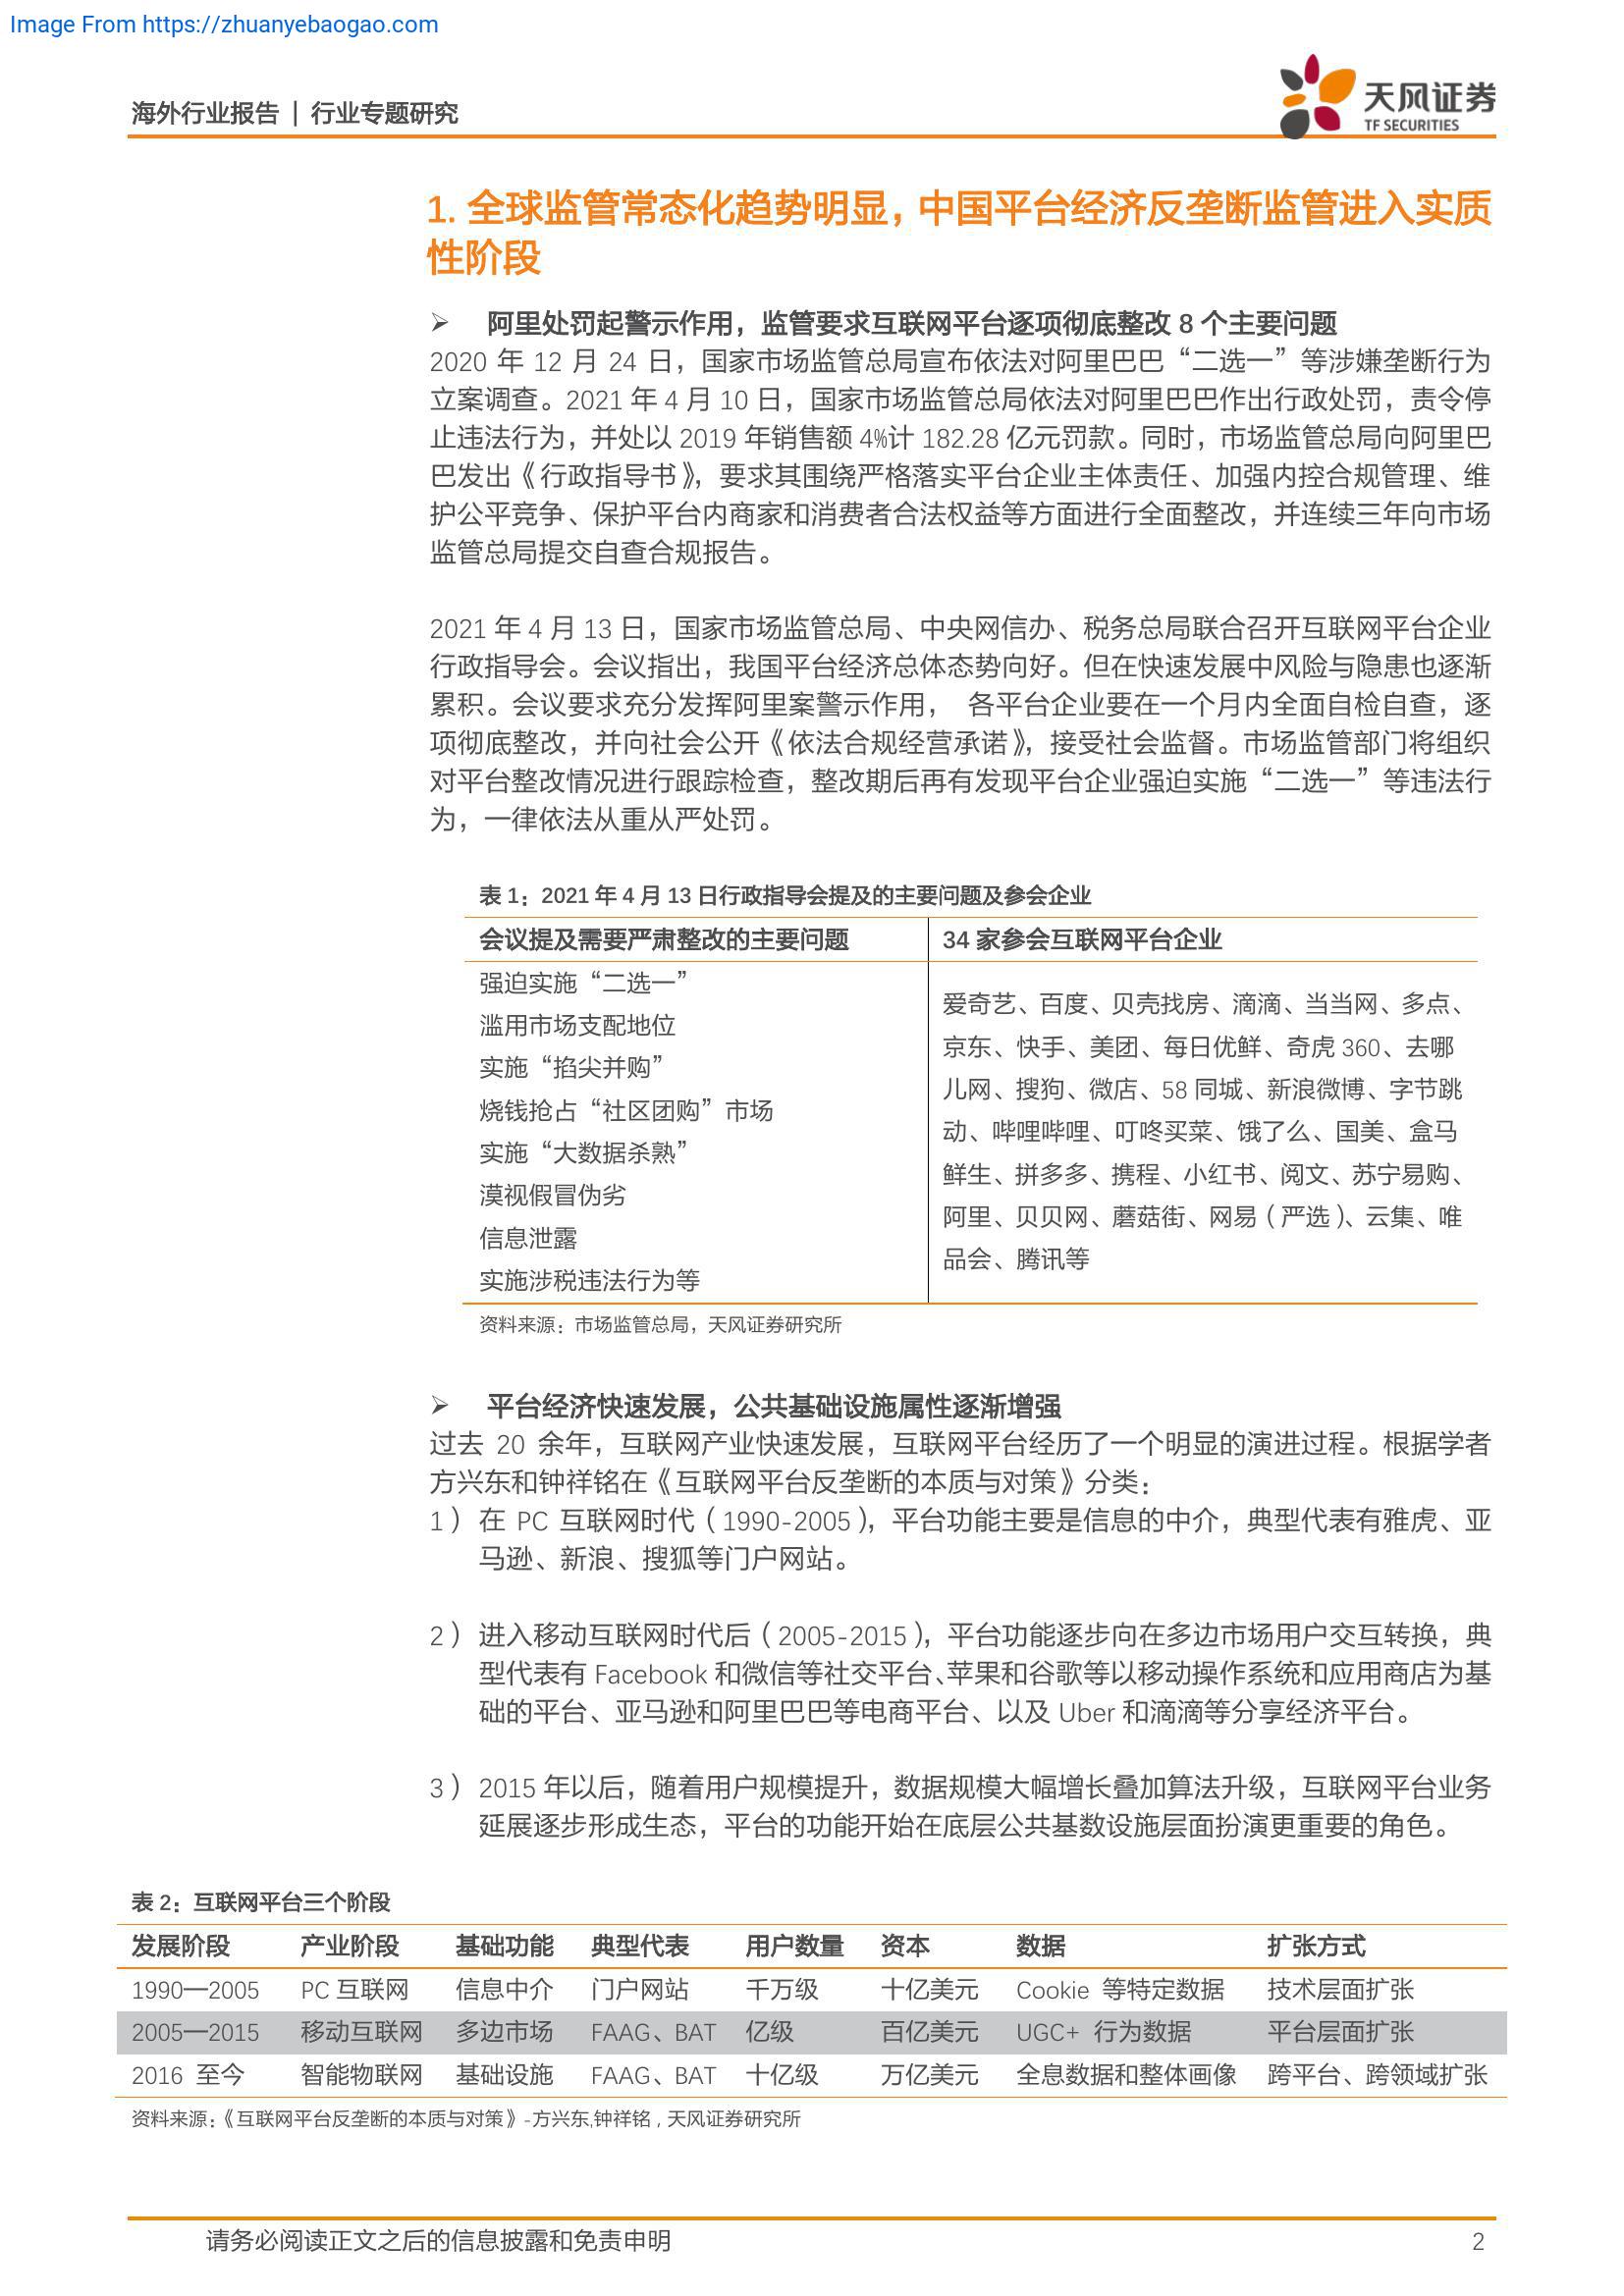 Image From https://zhuanyebaogao.com
海外行业报告 | 行业专题研究
天风证券
TF SECURITIES
1. 全球监管常态化趋势明显，中国平台经济反垄断监管进入实质
性阶段
➢ 阿里处罚起警示作用，监管要求互联网平台逐项彻底整改 8 个主要问题
2020 年 12 月 24 日，国家市场监管总局宣布依法对阿里巴巴“二选一”等涉嫌垄断行为
立案调查。2021 年 4 月 10 日，国家市场监管总局依法对阿里巴巴作出行政处罚，责令停
止违法行为，并处以 2019 年销售额 4%计 182.28 亿元罚款。同时，市场监管总局向阿里巴
巴发出《行政指导书》，要求其围绕严格落实平台企业主体责任、加强内控合规管理、维
护公平竞争、保护平台内商家和消费者合法权益等方面进行全面整改，并连续三年向市场
监管总局提交自查合规报告。
2021 年 4 月 13 日，国家市场监管总局、中央网信办、税务总局联合召开互联网平台企业
行政指导会。会议指出，我国平台经济总体态势向好。但在快速发展中风险与隐患也逐渐
累积。会议要求充分发挥阿里案警示作用， 各平台企业要在一个月内全面自检自查，逐
项彻底整改，并向社会公开《依法合规经营承诺》，接受社会监督。市场监管部门将组织
对平台整改情况进行跟踪检查，整改期后再有发现平台企业强迫实施“二选一”等违法行
为，一律依法从重从严处罚。
表 1：2021 年 4 月 13 日行政指导会提及的主要问题及参会企业
会议提及需要严肃整改的主要问题 34 家参会互联网平台企业
强迫实施“二选一”
滥用市场支配地位
实施“掐尖并购”
烧钱抢占“社区团购”市场
实施“大数据杀熟”
漠视假冒伪劣
信息泄露
实施涉税违法行为等
爱奇艺、百度、贝壳找房、滴滴、当当网、多点、
京东、快手、美团、每日优鲜、奇虎 360、去哪
儿网、搜狗、微店、58 同城、新浪微博、字节跳
动、哔哩哔哩、叮咚买菜、饿了么、国美、盒马
鲜生、拼多多、携程、小红书、阅文、苏宁易购、
阿里、贝贝网、蘑菇街、网易（严选）、云集、唯
品会、腾讯等
资料来源：市场监管总局，天风证券研究所
➢ 平台经济快速发展，公共基础设施属性逐渐增强
过去 20 余年，互联网产业快速发展，互联网平台经历了一个明显的演进过程。根据学者
方兴东和钟祥铭在《互联网平台反垄断的本质与对策》分类：
1） 在 PC 互联网时代（1990-2005），平台功能主要是信息的中介，典型代表有雅虎、亚
马逊、新浪、搜狐等门户网站。
2） 进入移动互联网时代后（2005-2015），平台功能逐步向在多边市场用户交互转换，典
型代表有 Facebook 和微信等社交平台、苹果和谷歌等以移动操作系统和应用商店为基
础的平台、亚马逊和阿里巴巴等电商平台、以及 Uber 和滴滴等分享经济平台。
3） 2015 年以后，随着用户规模提升，数据规模大幅增长叠加算法升级，互联网平台业务
延展逐步形成生态，平台的功能开始在底层公共基数设施层面扮演更重要的角色。
表 2：互联网平台三个阶段
发展阶段 产业阶段 基础功能 典型代表 用户数量 资本 数据 扩张方式
1990—2005 PC 互联网 信息中介 门户网站 千万级 十亿美元 Cookie 等特定数据 技术层面扩张
2005—2015 移动互联网 多边市场 FAAG、BAT 亿级 百亿美元 UGC+ 行为数据 平台层面扩张
2016 至今 智能物联网 基础设施 FAAG、BAT 十亿级 万亿美元 全息数据和整体画像 跨平台、跨领域扩张
资料来源：《互联网平台反垄断的本质与对策》-方兴东,钟祥铭，天风证券研究所
请务必阅读正文之后的信息披露和免责申明 2